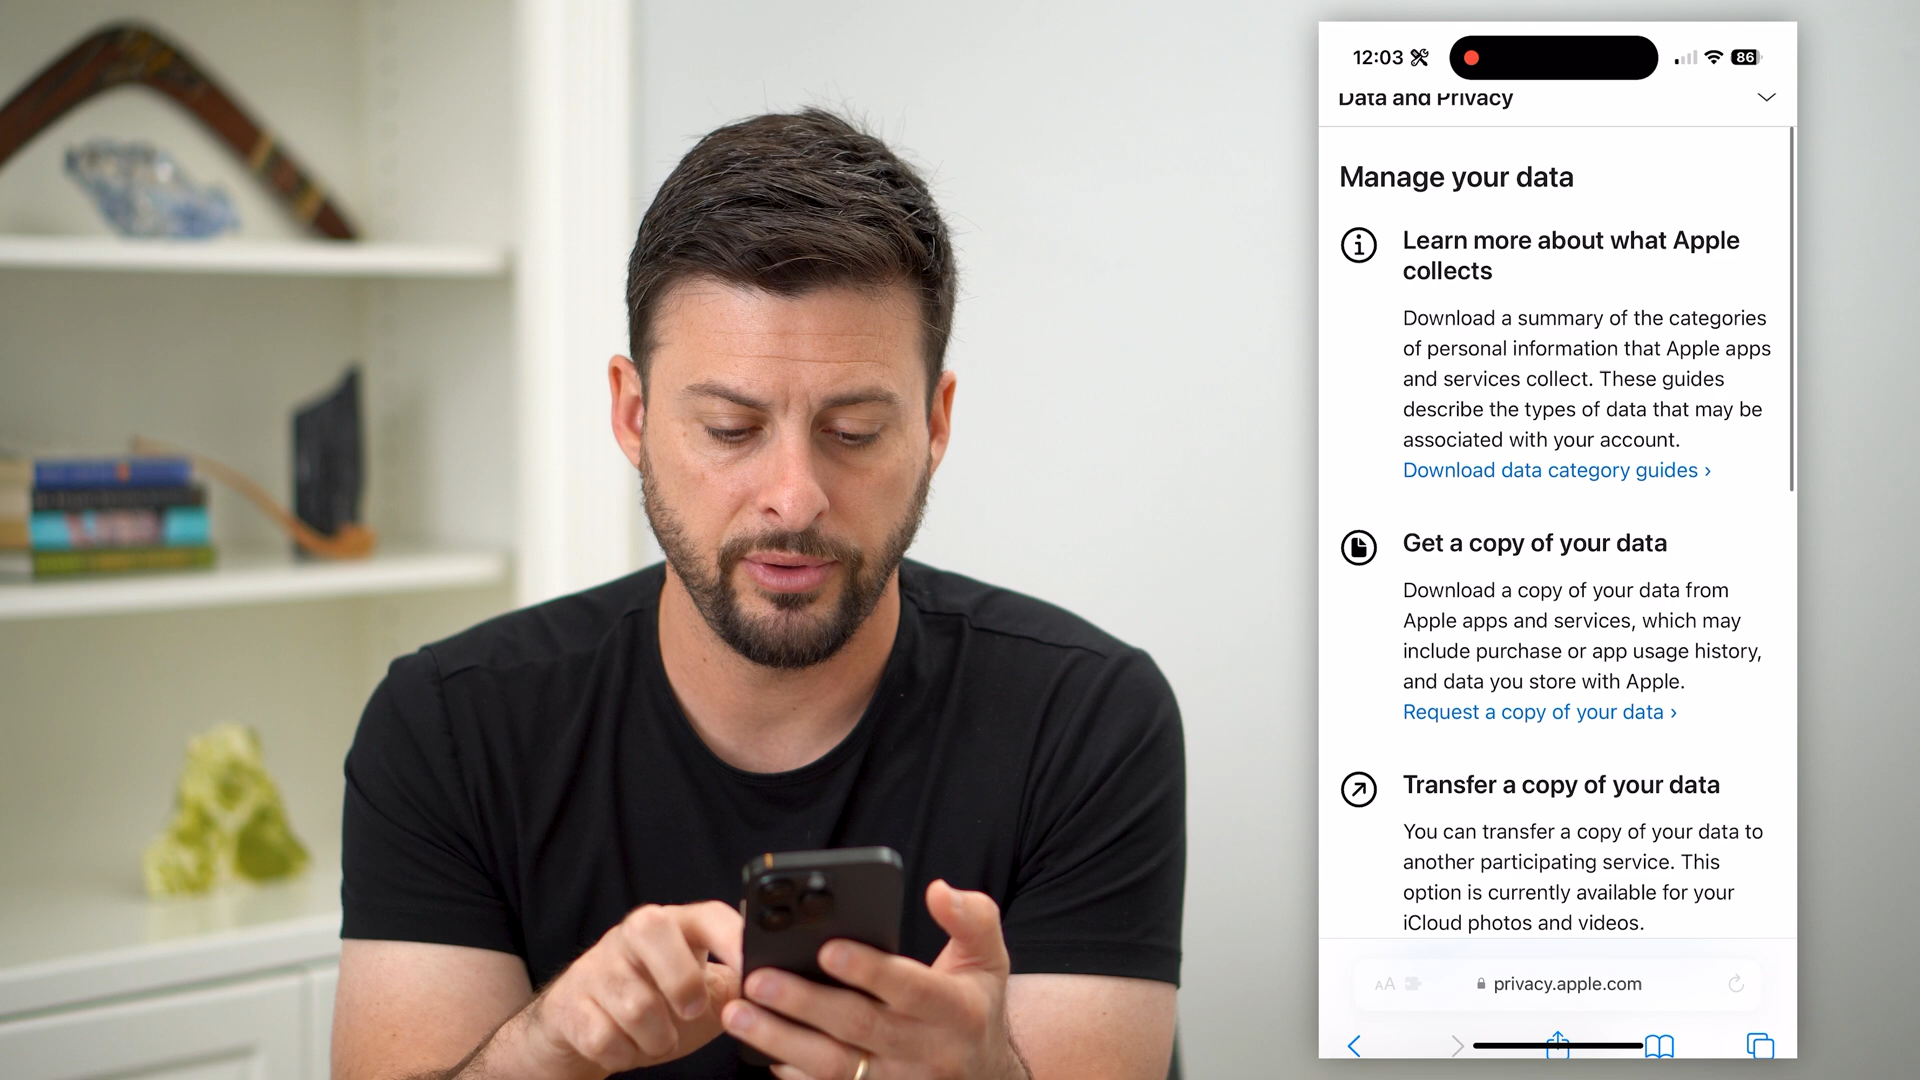 12:03
86
Data and Privacy
Manage your data
Learn more about what Apple
collects
Download a summary of the categories
of personal information that Apple apps
and services collect. These guides
describe the types of data that may be
associated with your account.
Download data category guides ›
Get a copy of your data
Download a copy of your data from
Apple apps and services, which may
include purchase or app usage history,
and data you store with Apple.
Request a copy of your data ›
Transfer a copy of your data
You can transfer a copy of your data to
another participating service. This
option is currently available for your
iCloud photos and videos.
AA
privacy.apple.com